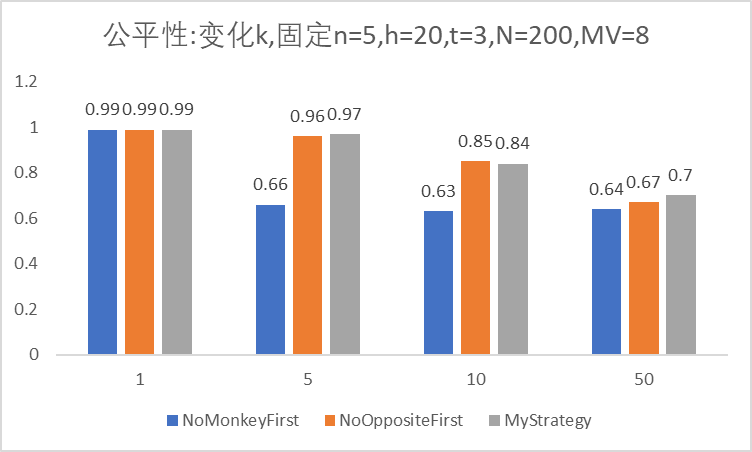 公平性:变化k,固定n=5,h=20,t=3,N=200,MV=8
1.2
1
0.8
0.6
0.4
0.2
0
0.99 0.99 0.99
0.66 0.96 0.97
0.63 0.85 0.84
0.64 0.67 0.7
1 5 10 50
NoMonkeyFirst NoOppositeFirst MyStrategy